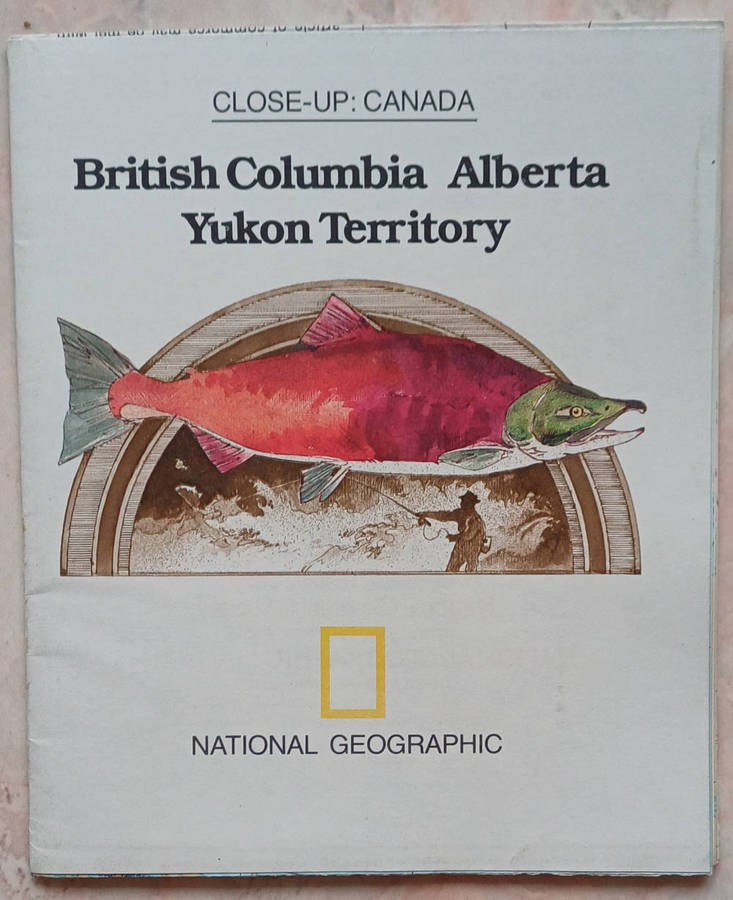 CLOSE-UP: CANADA
British Columbia Alberta
Yukon Territory
NATIONAL GEOGRAPHIC